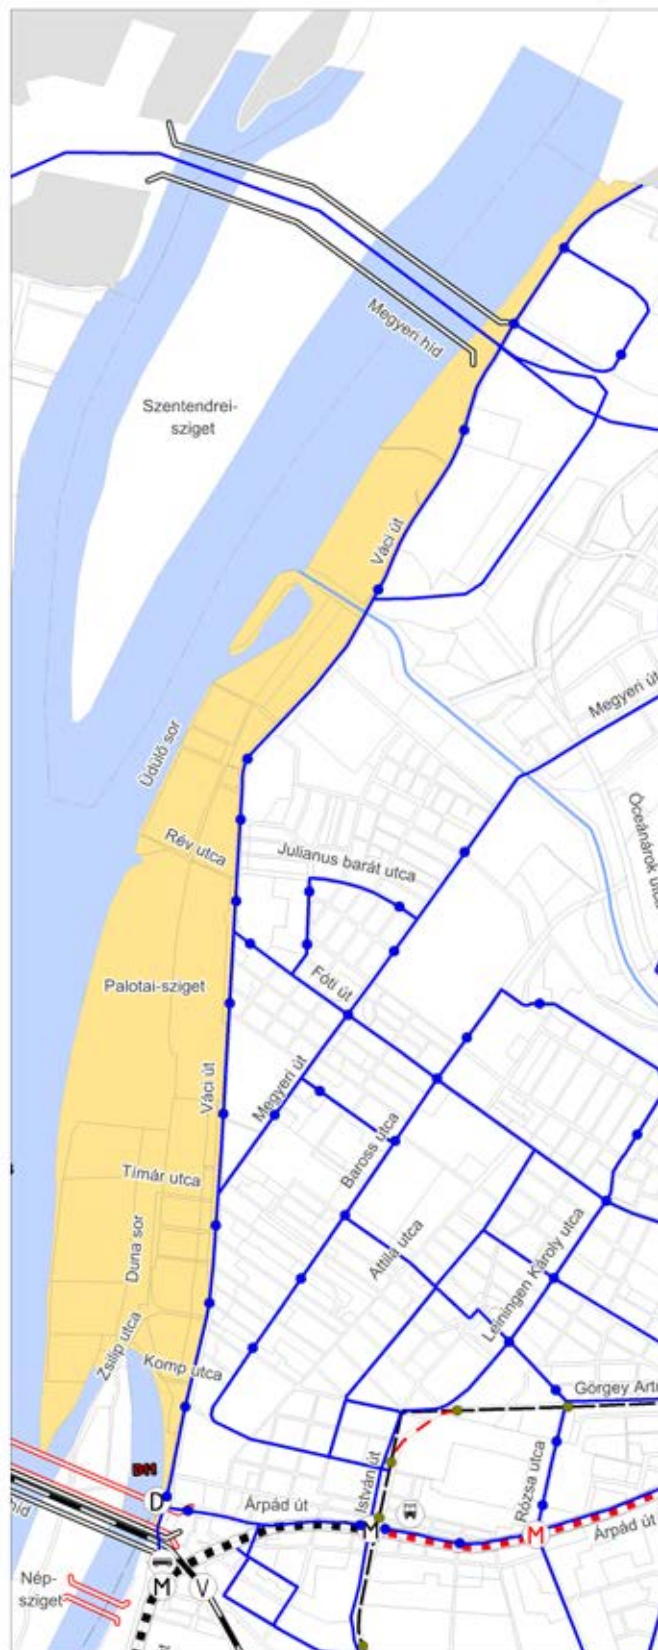 Megyeri híd
Szentendrei-
sziget
Váci út
Megyeri út
Üdülő sor
Óceánárok utca
Rév utca
Julianus barát utca
Fóti út
Palotai-sziget
Váci út
Megyeri út
Baross utca
Tímár utca
Duna sor
Attila utca
Leiningen Károly utca
Zsilip utca
Komp utca
Görgey Artú
István út
Rózsa utca
D
Árpád út
M
M
Árpád út
híd
Nép-
sziget
M
V